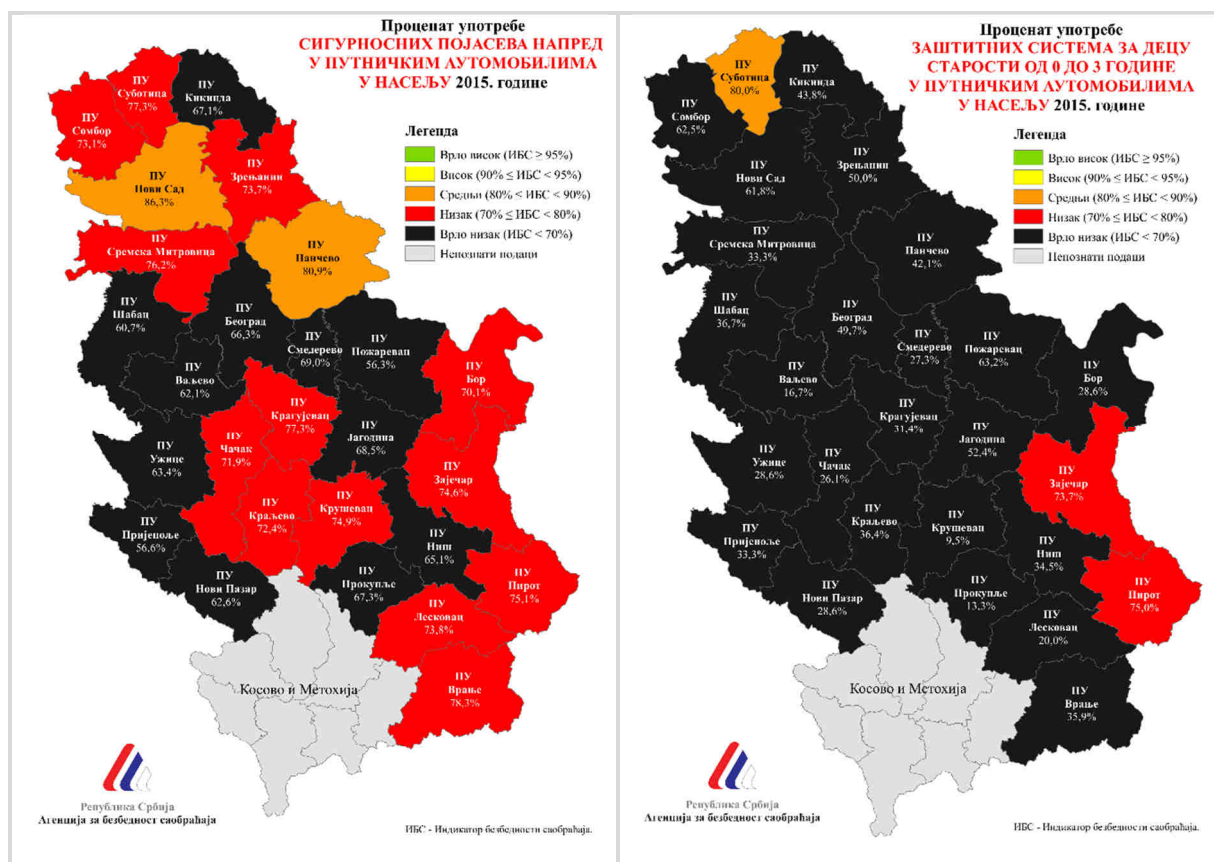 Проценат употребе
СИГУРНОСНИХ ПОЈАСЕВА НАПРЕД
У ПУТНИЧКИМ АУТОМОБИЛИМА
У НАСЕЉУ 2015. године
Легенда
Врло висок (ИБС ≥ 95%)
Висок (90% ≤ ИБС < 95%)
Средњи (80% ≤ ИБС < 90%)
Низак (70% ≤ ИБС < 80%)
Врло низак (ИБС < 70%)
Непознати подаци
ПУ
Суботица
77,3%
ПУ
Кикинда
67,1%
ПУ
Сомбор
73,1%
ПУ
Нови Сад
86,3%
ПУ
Зрењанин
73,7%
ПУ
Сремска Митровица
76,2%
ПУ
Панчево
80,9%
ПУ
Шабац
60,7%
ПУ
Београд
66,3%
ПУ
Смедерево
69,0%
ПУ
Пожаревац
56,3%
ПУ
Бор
70,1%
ПУ
Ваљево
62,1%
ПУ
Крагујевац
77,3%
ПУ
Јагодина
68,5%
ПУ
Чачак
71,9%
ПУ
Ужице
63,4%
ПУ
Зајечар
74,6%
ПУ
Краљево
72,4%
ПУ
Крушевац
74,9%
ПУ
Пријепоље
56,6%
ПУ
Ниш
65,1%
ПУ
Нови Пазар
62,6%
ПУ
Прокупље
67,3%
ПУ
Пирот
75,1%
ПУ
Лесковац
73,8%
ПУ
Врање
78,3%
Косово и Метохија
Република Србија
Агенција за безбедност саобраћаја
ИБС - Индикатор безбедности саобраћаја.
Проценат употребе
ЗАШТИТНИХ СИСТЕМА ЗА ДЕЦУ
СТАРОСТИ ОД 0 ДО 3 ГОДИНЕ
У ПУТНИЧКИМ АУТОМОБИЛИМА
У НАСЕЉУ 2015. године
Легенда
Врло висок (ИБС ≥ 95%)
Висок (90% ≤ ИБС < 95%)
Средњи (80% ≤ ИБС < 90%)
Низак (70% ≤ ИБС < 80%)
Врло низак (ИБС < 70%)
Непознати подаци
ПУ
Суботица
80,0%
ПУ
Кикинда
43,8%
ПУ
Сомбор
62,5%
ПУ
Нови Сад
61,8%
ПУ
Зрењанин
50,0%
ПУ
Сремска Митровица
33,3%
ПУ
Панчево
42,1%
ПУ
Шабац
36,7%
ПУ
Београд
49,7%
ПУ
Смедерево
27,3%
ПУ
Пожаревац
63,2%
ПУ
Бор
28,6%
ПУ
Ваљево
16,7%
ПУ
Крагујевац
31,4%
ПУ
Јагодина
52,4%
ПУ
Ужице
28,6%
ПУ
Чачак
26,1%
ПУ
Зајечар
73,7%
ПУ
Краљево
36,4%
ПУ
Крушевац
9,5%
ПУ
Пријепоље
33,3%
ПУ
Ниш
34,5%
ПУ
Нови Пазар
28,6%
ПУ
Прокупље
13,3%
ПУ
Пирот
75,0%
ПУ
Лесковац
20,0%
ПУ
Врање
35,9%
Косово и Метохија
Република Србија
Агенција за безбедност саобраћаја
ИБС - Индикатор безбедности саобраћаја.